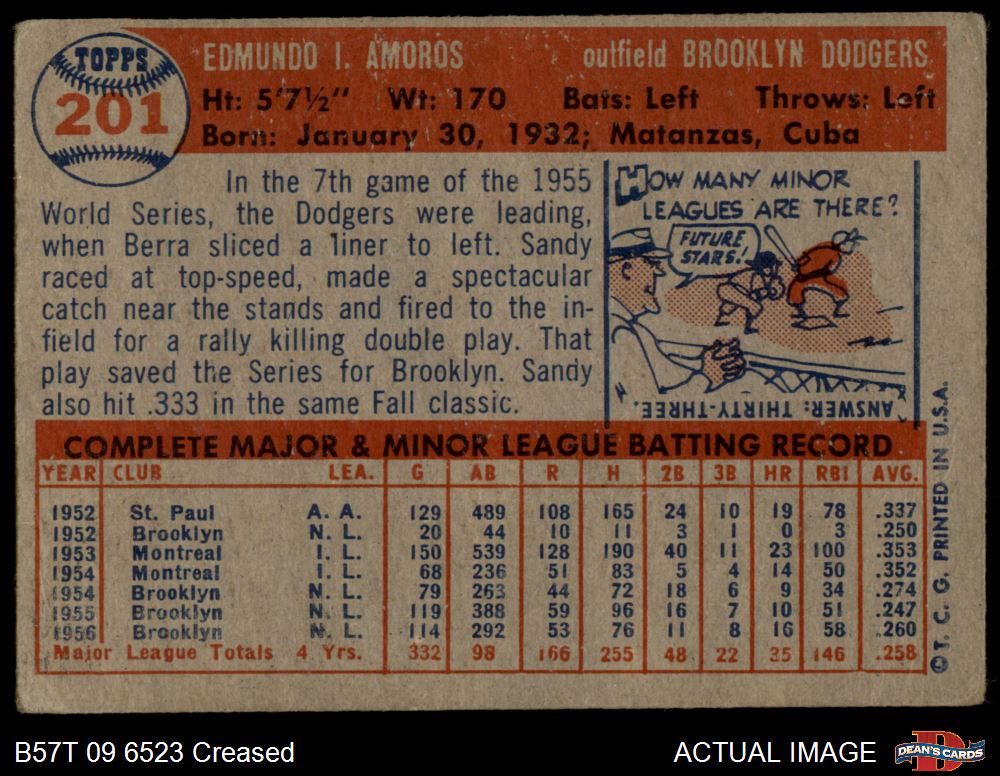 TOPPS
201
EDMUNDO I. AMOROS outfield BROOKLYN DODGERS
Ht: 5'7½" Wt: 170 Bats: Left Throws: Left
Born: January 30, 1932; Matanzas, Cuba
In the 7th game of the 1955
World Series, the Dodgers were leading,
when Berra sliced a liner to left. Sandy
raced at top-speed, made a spectacular
catch near the stands and fired to the in-
field for a rally killing double play. That
play saved the Series for Brooklyn. Sandy
also hit .333 in the same Fall classic.
HOW MANY MINOR
LEAGUES ARE THERE?
FUTURE
STARS!
ANSWER: THIRTY-THREE.
COMPLETE MAJOR & MINOR LEAGUE BATTING RECORD
YEAR CLUB LEA. G AB R H 2B 3B HR RBI AVG.
1952 St. Paul A. A. 129 489 108 165 24 10 19 78 .337
1952 Brooklyn N. L. 20 44 10 11 3 1 0 3 .250
1953 Montreal I. L. 150 539 128 190 40 11 23 100 .353
1954 Montreal I. L. 68 236 51 83 5 4 14 50 .352
1954 Brooklyn N. L. 79 263 44 72 18 6 9 34 .274
1955 Brooklyn N. L. 119 388 59 96 16 7 10 51 .247
1956 Brooklyn N. L. 114 292 53 76 11 8 16 58 .260
Major League Totals 4 Yrs. 332 98 166 255 48 22 35 146 .258
© T. C. G. PRINTED IN U.S.A.
B57T 09 6523 Creased ACTUAL IMAGE
DEAN'S CARDS